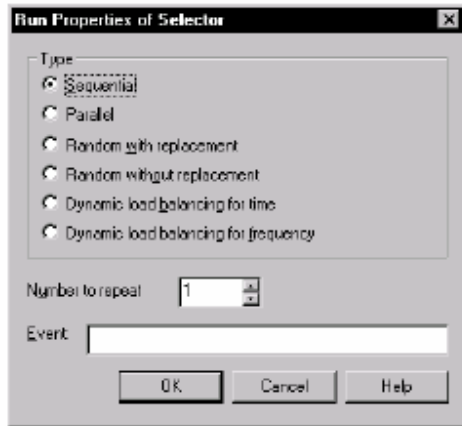 Run Properties of Selector
Type
Sequential
Parallel
Random with replacement
Random without replacement
Dynamic load balancing for time
Dynamic load balancing for frequency
Number to repeat 1
Event
OK Cancel Help